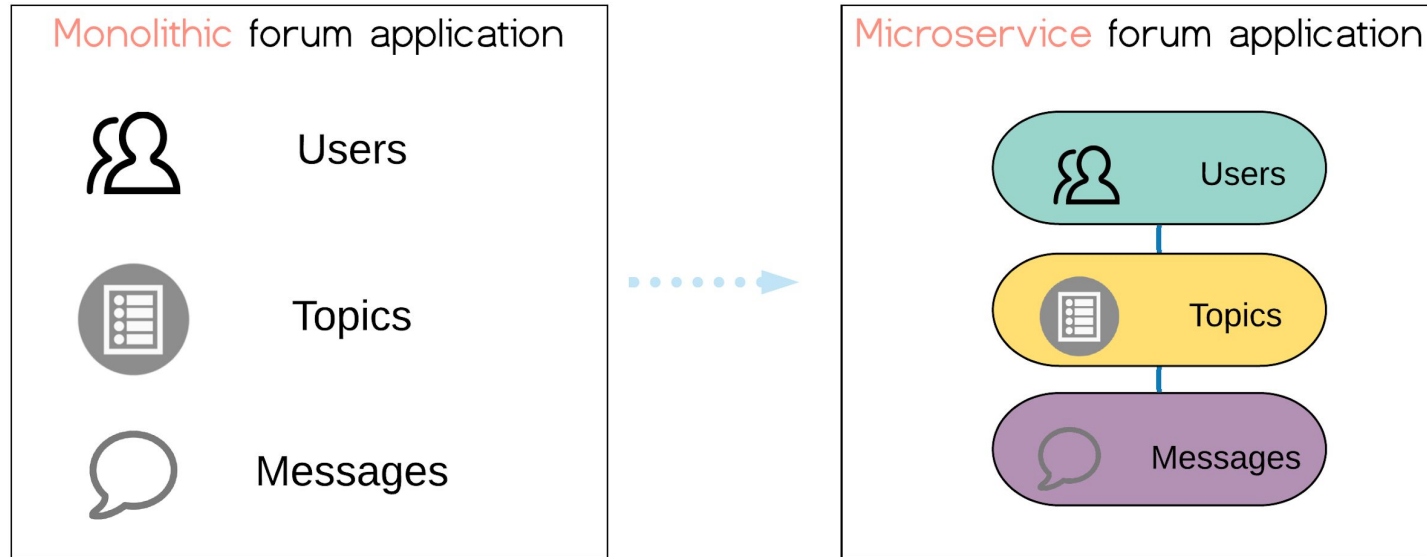 Monolithic forum application
Users
Topics
Messages
Microservice forum application
Users
Topics
Messages